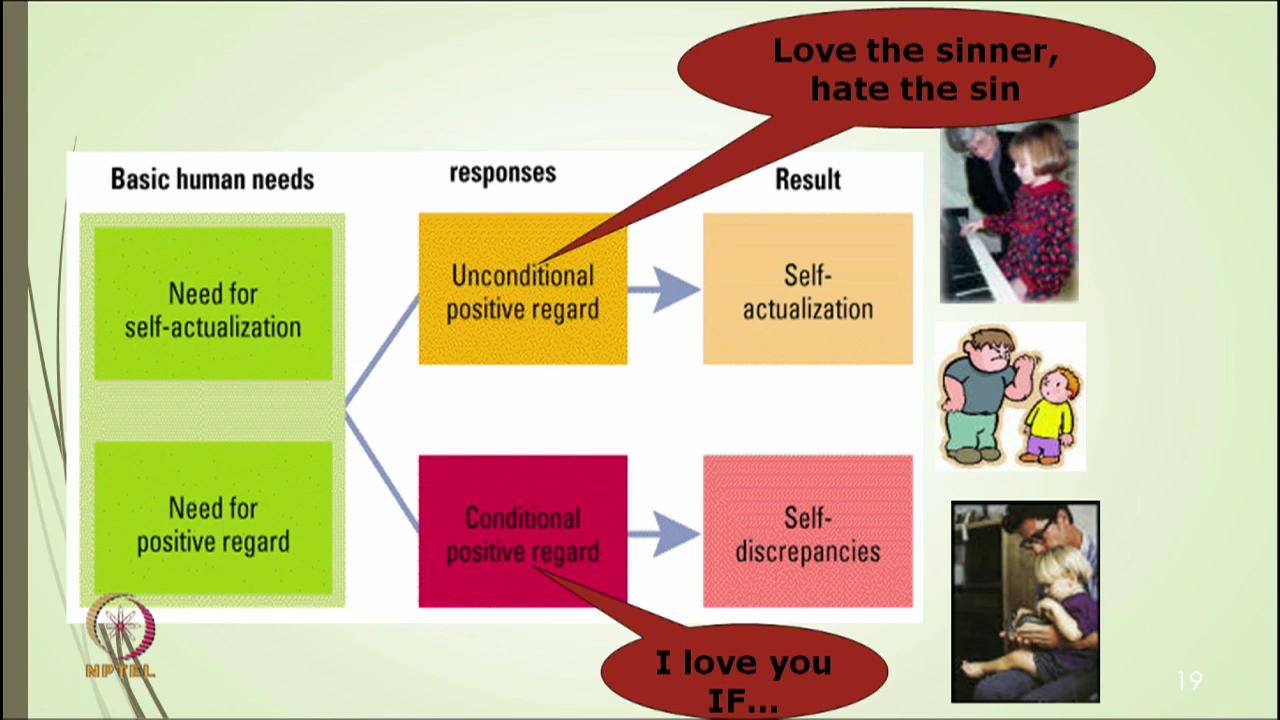 Love the sinner,
hate the sin
Basic human needs
responses
Result
Need for
self-actualization
Unconditional
positive regard
Self-
actualization
Need for
positive regard
Conditional
positive regard
Self-
discrepancies
I love you
IF...
NPTEL
19